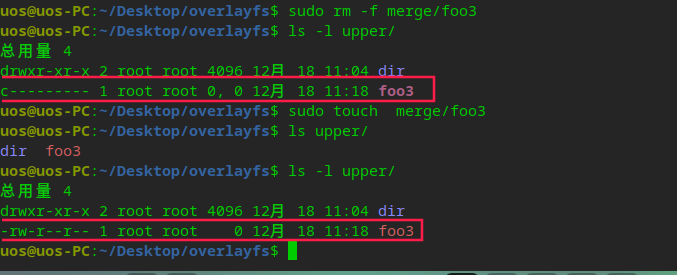 uos@uos-PC:~/Desktop/overlayfs$ sudo rm -f merge/foo3
uos@uos-PC:~/Desktop/overlayfs$ ls -l upper/
总用量 4
drwxr-xr-x 2 root root 4096 12月 18 11:04 dir
c--------- 1 root root 0, 0 12月 18 11:18 foo3
uos@uos-PC:~/Desktop/overlayfs$ sudo touch  merge/foo3
uos@uos-PC:~/Desktop/overlayfs$ ls upper/
dir  foo3
uos@uos-PC:~/Desktop/overlayfs$ ls -l upper/
总用量 4
drwxr-xr-x 2 root root 4096 12月 18 11:04 dir
-rw-r--r-- 1 root root    0 12月 18 11:18 foo3
uos@uos-PC:~/Desktop/overlayfs$